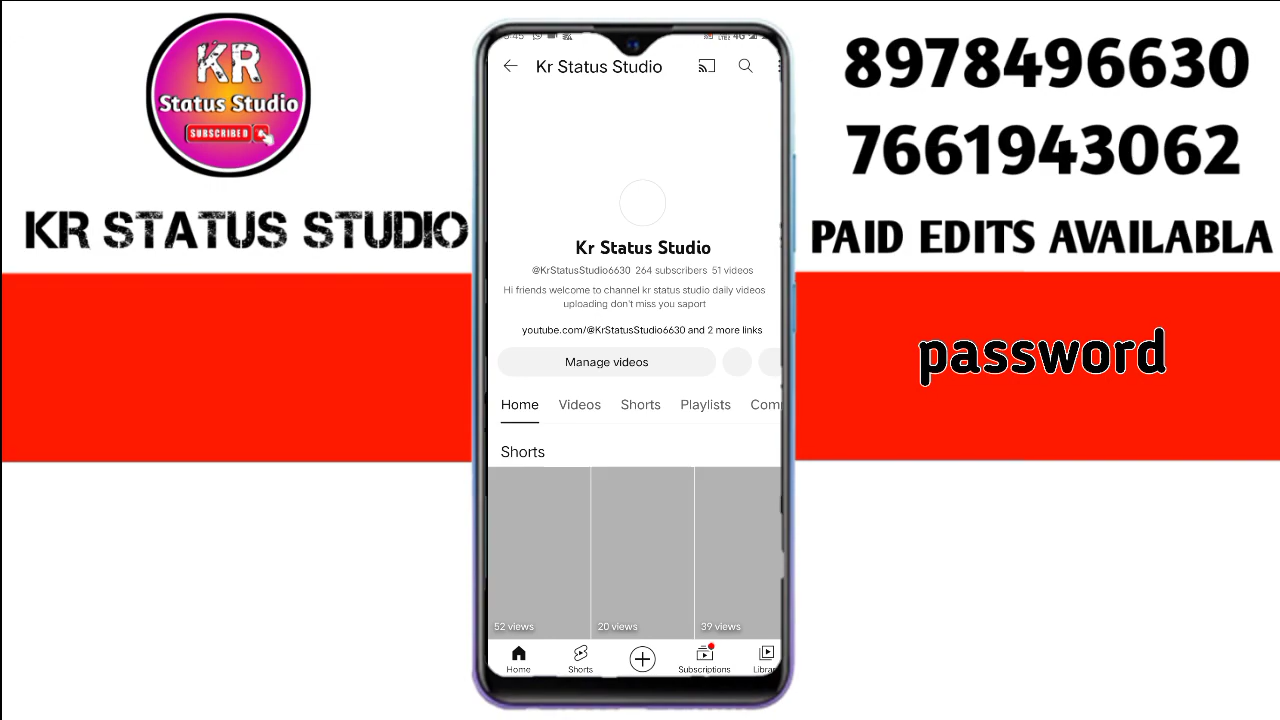 KR
Status Studio
SUBSCRIBED
KR STATUS STUDIO
Kr Status Studio
Kr Status Studio
@KrStatusStudio6630 264 subscribers 51 videos
Hi friends welcome to channel kr status studio daily videos
uploading don't miss you saport
youtube.com/@KrStatusStudio6630 and 2 more links
Manage videos
Home Videos Shorts Playlists Com
Shorts
52 views 20 views 39 views
Home Shorts Subscriptions Librar
8978496630
7661943062
PAID EDITS AVAILABLA
password